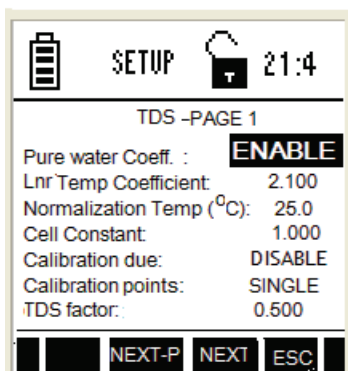 SETUP 21:4
TDS –PAGE 1
Pure water Coeff. : ENABLE
Lnr Temp Coefficient: 2.100
Normalization Temp (°C): 25.0
Cell Constant: 1.000
Calibration due: DISABLE
Calibration points: SINGLE
TDS factor: 0.500
NEXT-P NEXT ESC